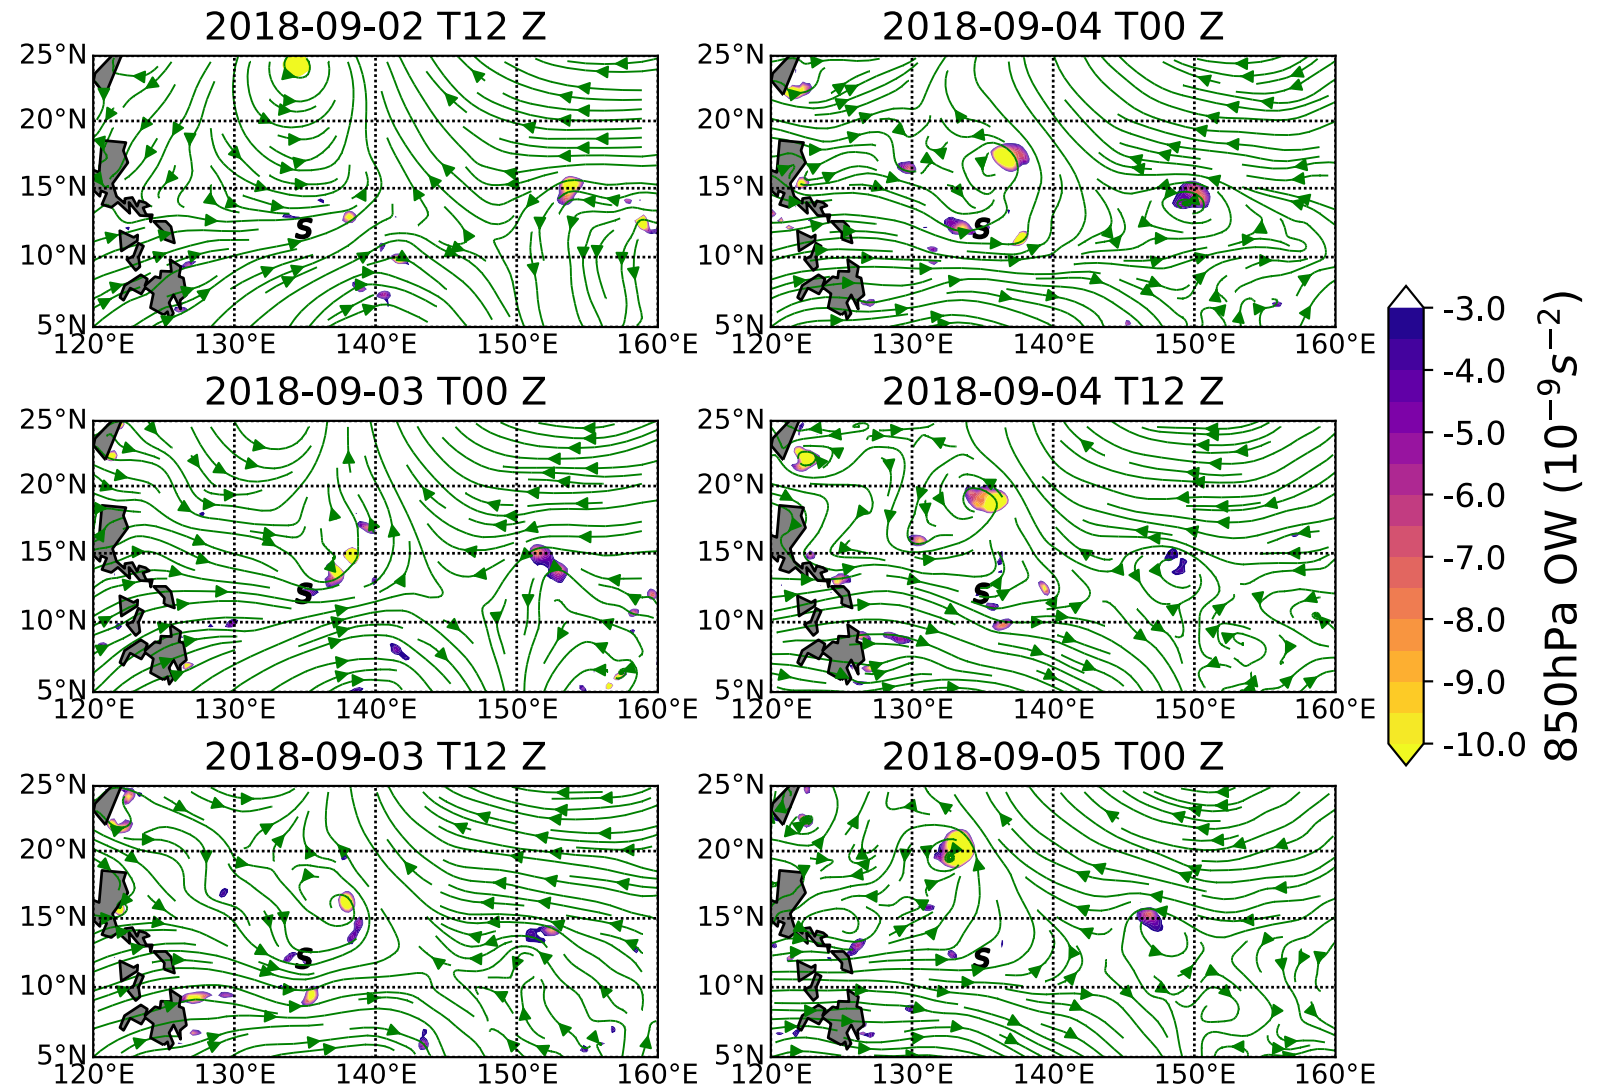 2018-09-02 T12 Z
25°N
20°N
15°N
10°N
5°N
120°E 130°E 140°E 150°E 160°E
S
2018-09-04 T00 Z
25°N
20°N
15°N
10°N
5°N
120°E 130°E 140°E 150°E 160°E
S
2018-09-03 T00 Z
25°N
20°N
15°N
10°N
5°N
120°E 130°E 140°E 150°E 160°E
S
2018-09-04 T12 Z
25°N
20°N
15°N
10°N
5°N
120°E 130°E 140°E 150°E 160°E
S
2018-09-03 T12 Z
25°N
20°N
15°N
10°N
5°N
120°E 130°E 140°E 150°E 160°E
S
2018-09-05 T00 Z
25°N
20°N
15°N
10°N
5°N
120°E 130°E 140°E 150°E 160°E
S
-3.0
-4.0
-5.0
-6.0
-7.0
-8.0
-9.0
-10.0
850hPa OW (10⁻⁹s⁻²)